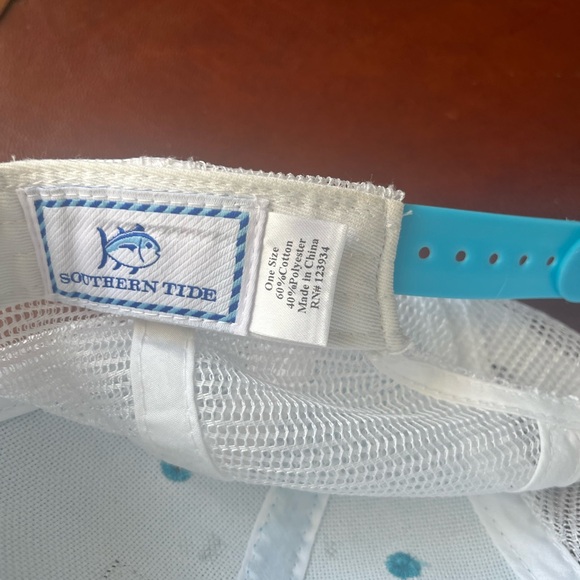 SOUTHERN TIDE
One Size
60%Cotton
40%Polyester
Made in China
RN# 123934